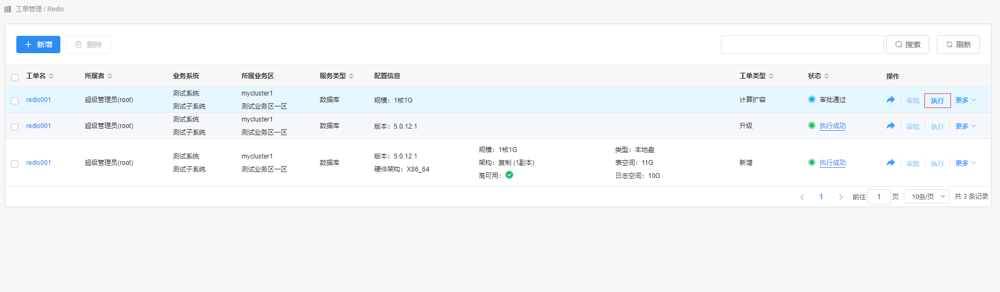 工单管理 / Redis
新增 删除 搜索 刷新
工单名 所属者 业务系统 所属业务区 服务类型 配置信息 工单类型 状态 操作
redis001 超级管理员(root) 测试系统 测试子系统 mycluster1 测试业务区一区 数据库 规模：1核1G 计算扩容 审批通过 审批 执行 更多
redis001 超级管理员(root) 测试系统 测试子系统 mycluster1 测试业务区一区 数据库 版本：5.0.12.1 升级 执行成功 审批 执行 更多
redis001 超级管理员(root) 测试系统 测试子系统 mycluster1 测试业务区一区 数据库 版本：5.0.12.1 硬件架构：X86_64 规模：1核1G 架构：复制 (1副本) 高可用： 类型：本地盘 表空间：11G 日志空间：10G 新增 执行成功 审批 执行 更多
1 前往 1 页 10条/页 共 3 条记录